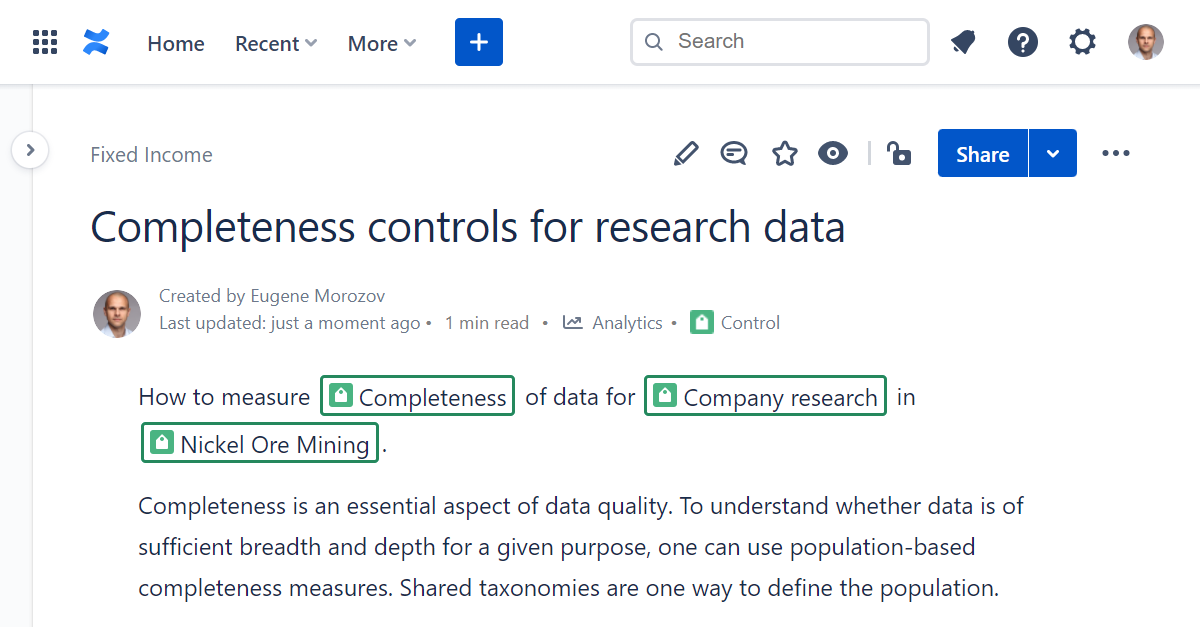 Home Recent More + Search ?
Fixed Income Share
Completeness controls for research data
Created by Eugene Morozov
Last updated: just a moment ago • 1 min read • Analytics • Control
How to measure Completeness of data for Company research in
Nickel Ore Mining .
Completeness is an essential aspect of data quality. To understand whether data is of
sufficient breadth and depth for a given purpose, one can use population-based
completeness measures. Shared taxonomies are one way to define the population.